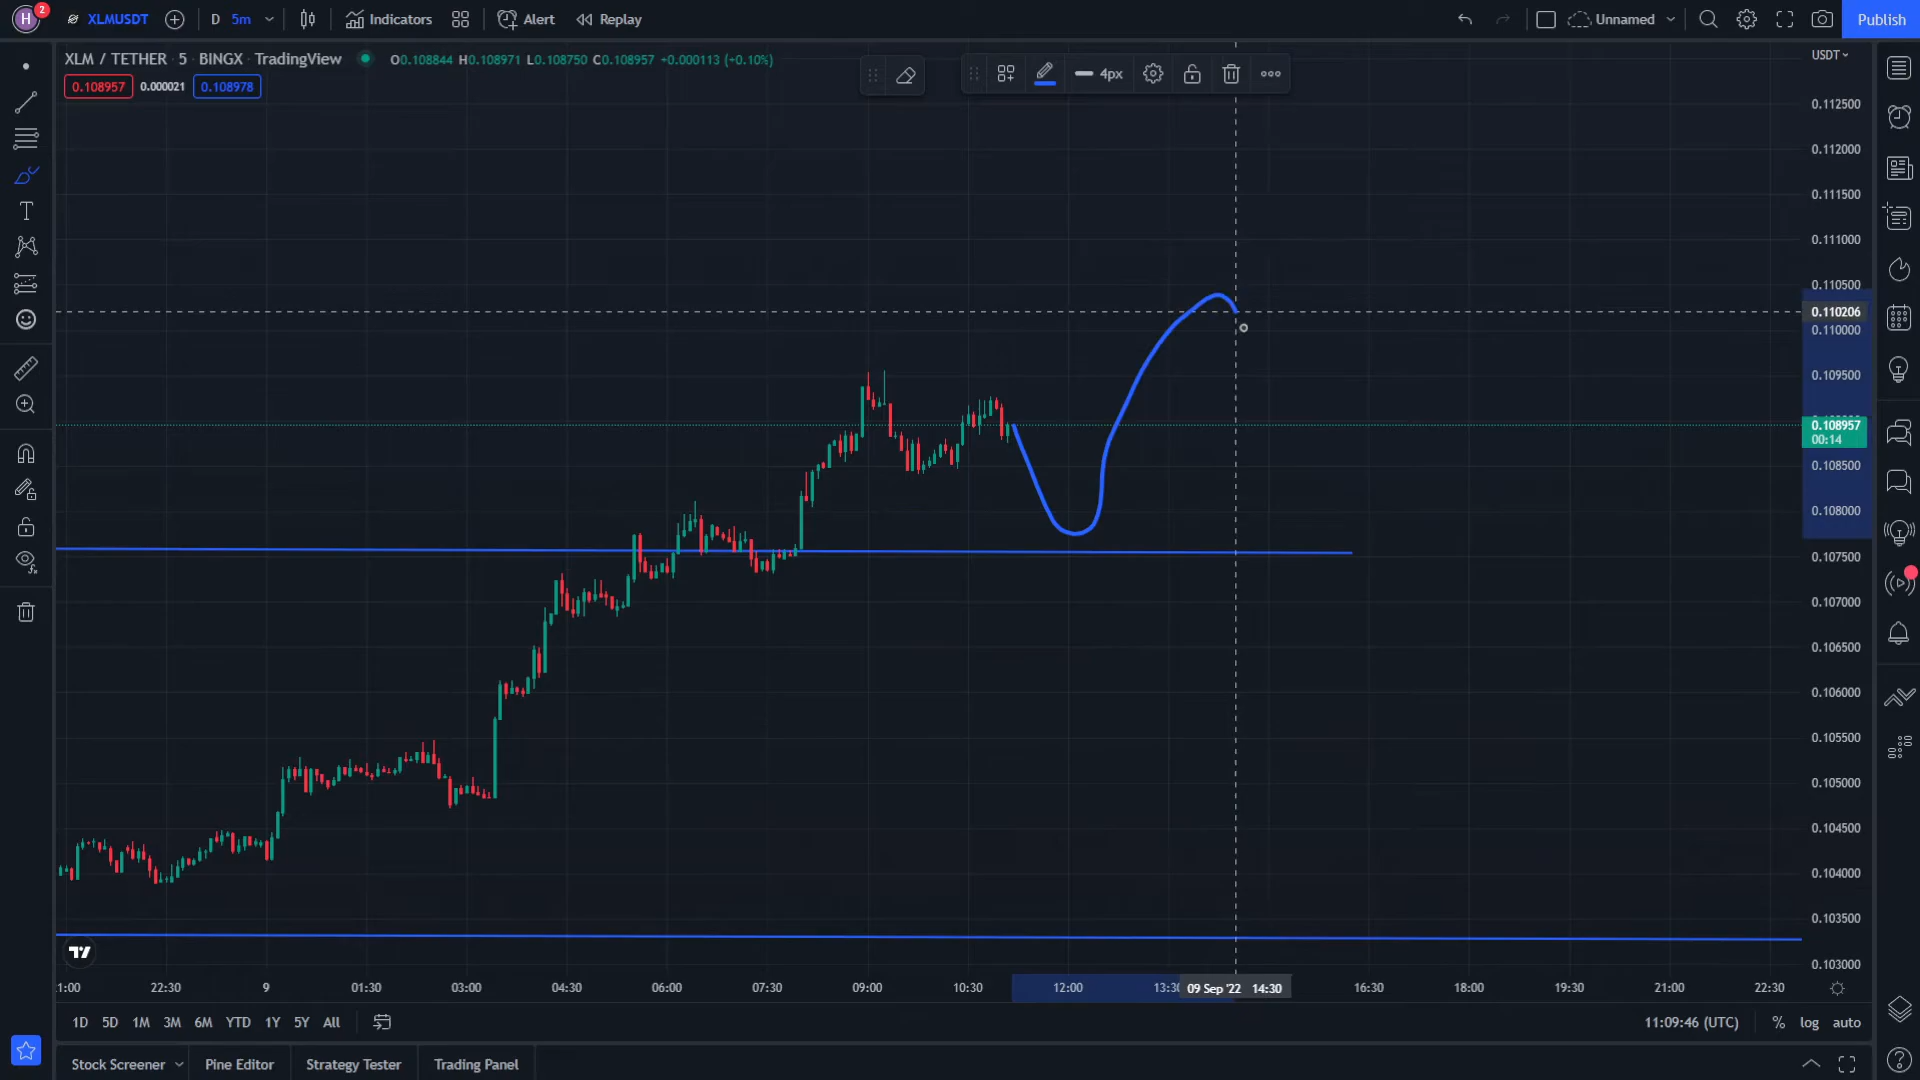 H 2 XLMUSDT D 5m Indicators Alert Replay Unnamed Publish
XLM / TETHER · 5 · BINGX · TradingView O0.108844 H0.108971 L0.108750 C0.108957 +0.000113 (+0.10%)
USDT
0.108957 0.000021 0.108978
4px
0.112500
0.112000
0.111500
0.111000
0.110500
0.110206
0.110000
0.109500
0.108957
00:14
0.108500
0.108000
0.107500
0.107000
0.106500
0.106000
0.105500
0.105000
0.104500
0.104000
0.103500
0.103000
1:00 22:30 9 01:30 03:00 04:30 06:00 07:30 09:00 10:30 12:00 13:30 09 Sep '22 14:30 16:30 18:00 19:30 21:00 22:30
1D 5D 1M 3M 6M YTD 1Y 5Y All 11:09:46 (UTC) % log auto
Stock Screener Pine Editor Strategy Tester Trading Panel